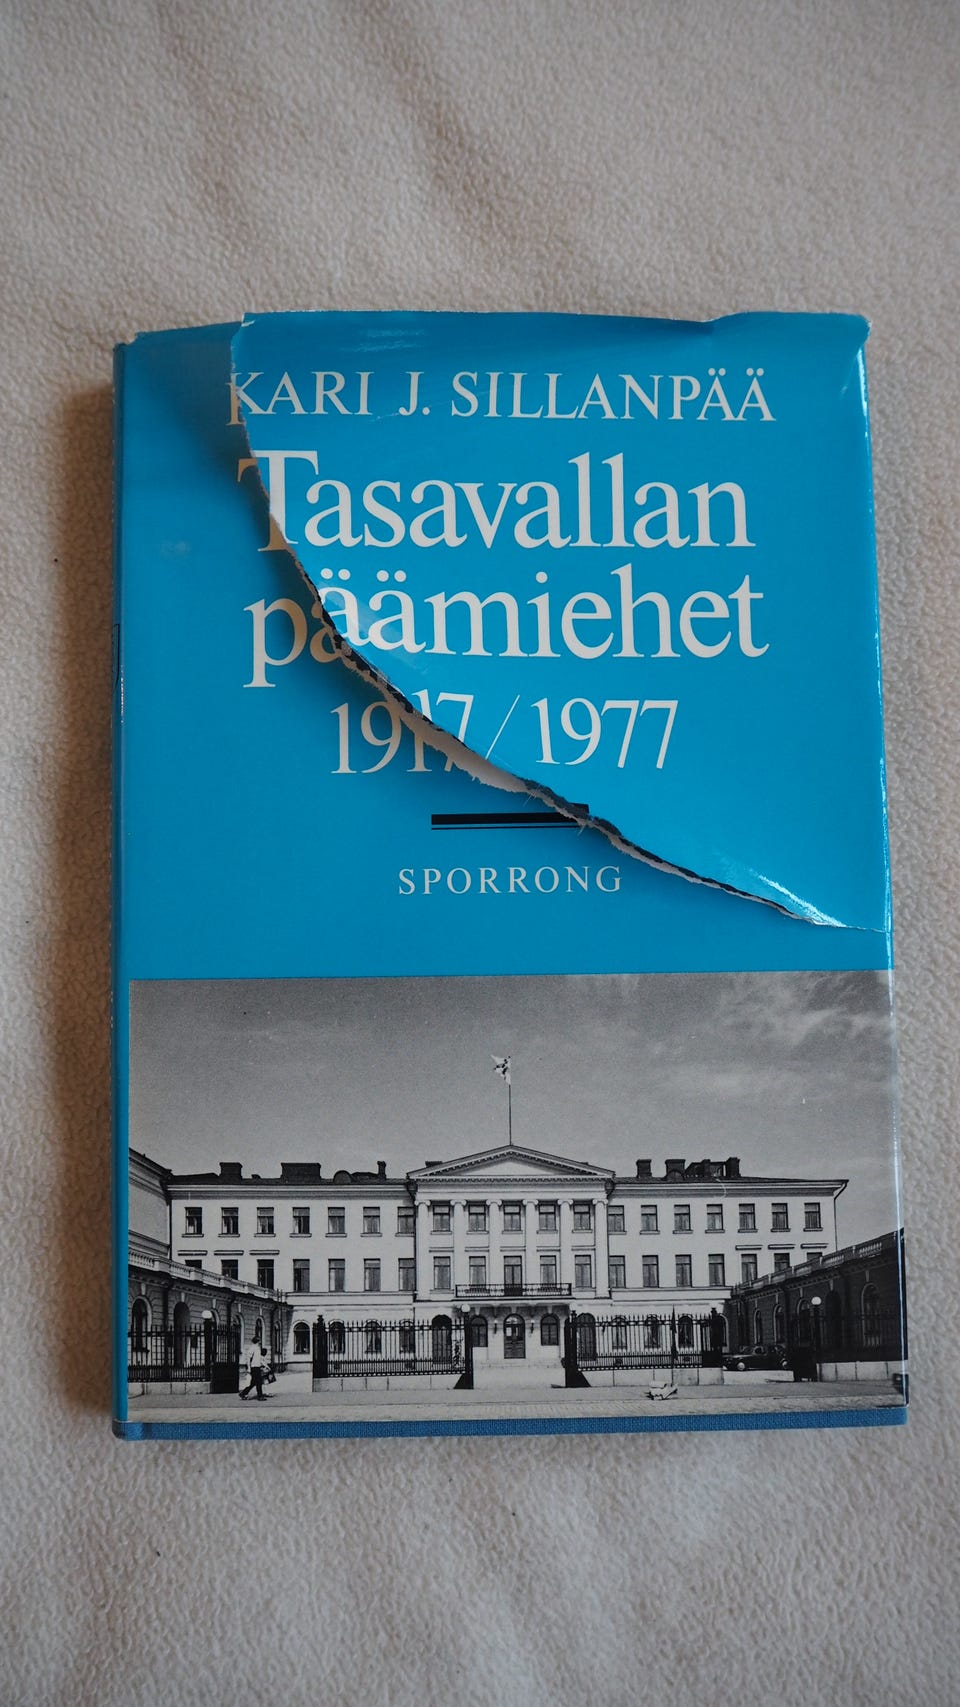 KARI J. SILLANPÄÄ
Tasavallan
päämiehet
1917/1977
SPORRONG